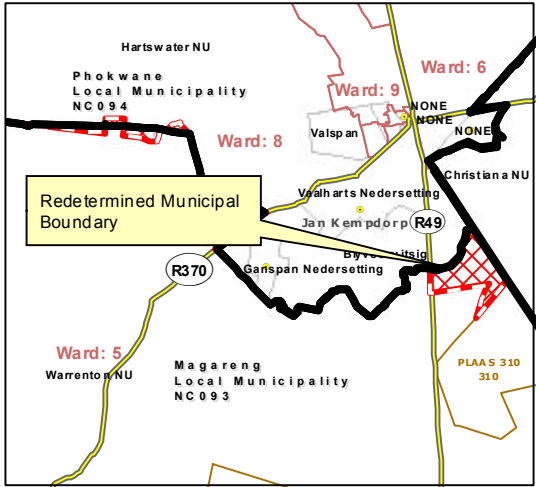 Hartswater NU
Ward: 6
Phokwane
Local Municipality
NC094
Ward: 9
NONE
NONE
NONE
Valspan
Ward: 8
Christiana NU
Redetermined Municipal
Boundary
Vaalharts Nedersetting
Jan Kempdorp
R49
R370
Ganspan Nedersetting
Ward: 5
Warrenton NU
Magareng
Local Municipality
NC093
PLAAS 310
310